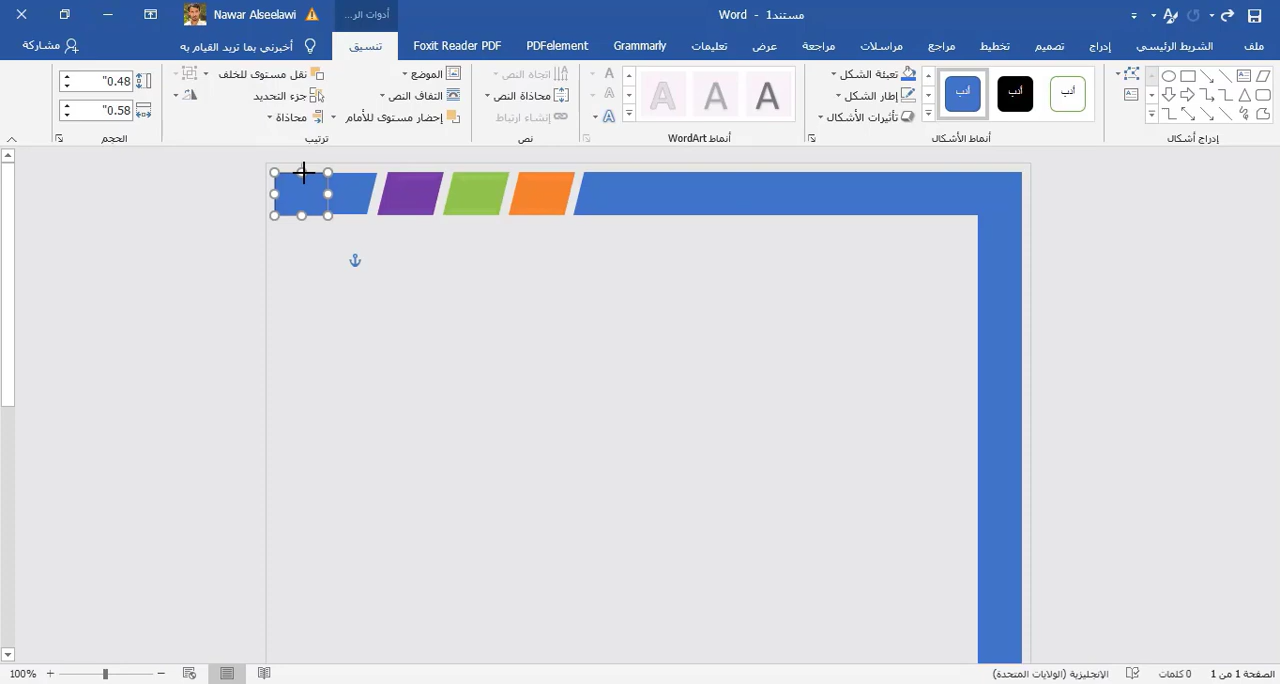 مستند1 - Word
أدوات الر...
Nawar Alseelawi
ملف
الشريط الرئيسي
إدراج
تصميم
تخطيط
مراجع
مراسلات
مراجعة
عرض
تعليمات
Grammarly
PDFelement
Foxit Reader PDF
تنسيق
أخبرني بما تريد القيام به
مشاركة
أدب أدب أدب
تعبئة الشكل
إطار الشكل
تأثيرات الأشكال
A A A
اتجاه النص
محاذاة النص
إنشاء ارتباط
الموضع
التفاف النص
إحضار مستوى للأمام
نقل مستوى للخلف
جزء التحديد
محاذاة
0.48"
0.58"
إدراج أشكال
أنماط الأشكال
أنماط WordArt
نص
ترتيب
الحجم
الصفحة 1 من 1
0 كلمات
الإنجليزية (الولايات المتحدة)
100%